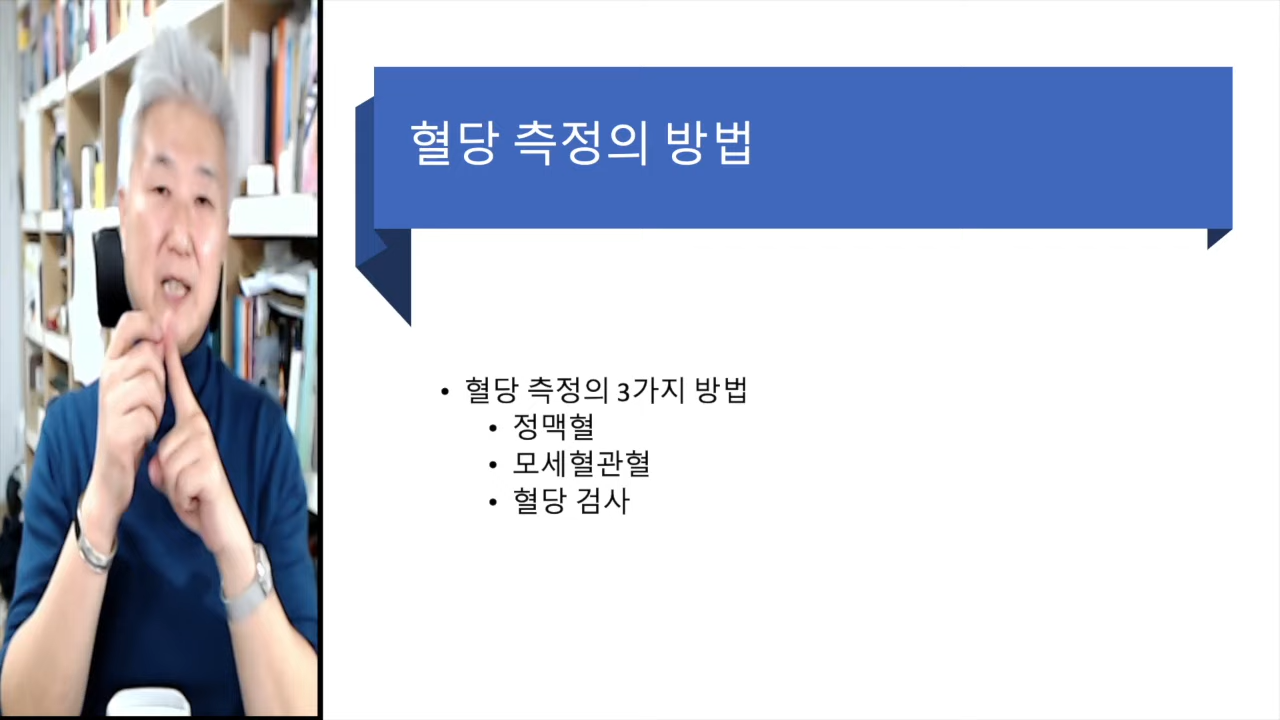 혈당 측정의 방법
• 혈당 측정의 3가지 방법
• 정맥혈
• 모세혈관혈
• 혈당 검사